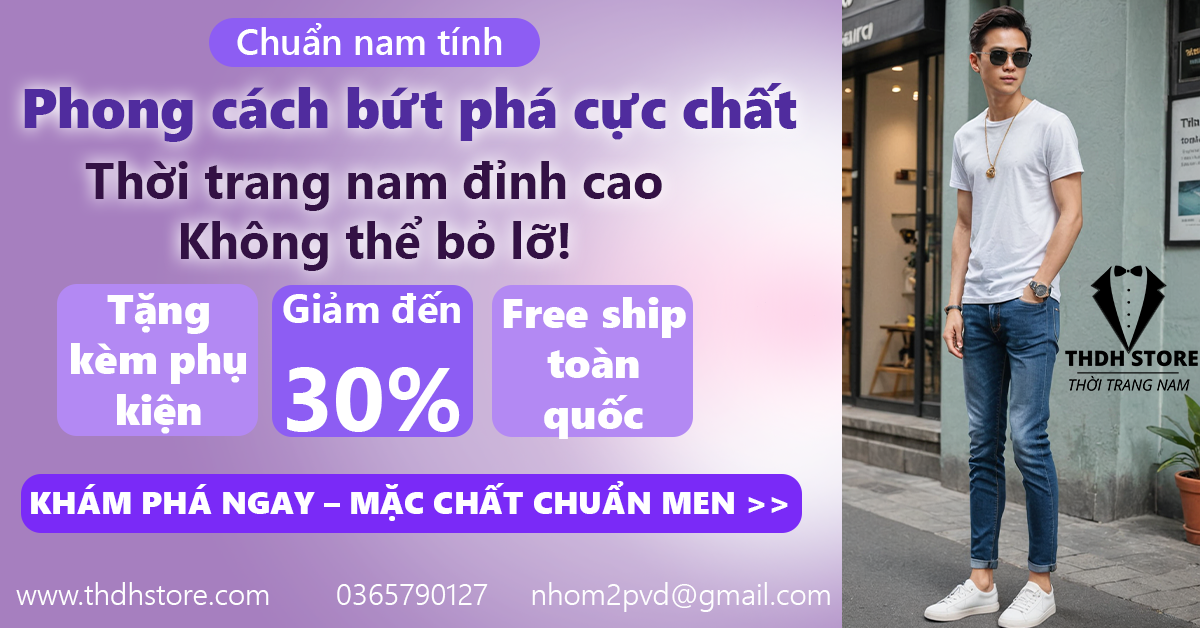 Chuẩn nam tính
Phong cách bứt phá cực chất
Thời trang nam đỉnh cao
Không thể bỏ lỡ!
Tặng
kèm phụ
kiện
Giảm đến
30%
Free ship
toàn
quốc
KHÁM PHÁ NGAY – MẶC CHẤT CHUẨN MEN >>
www.thdhstore.com
0365790127
nhom2pvd@gmail.com
THDH STORE
THỜI TRANG NAM